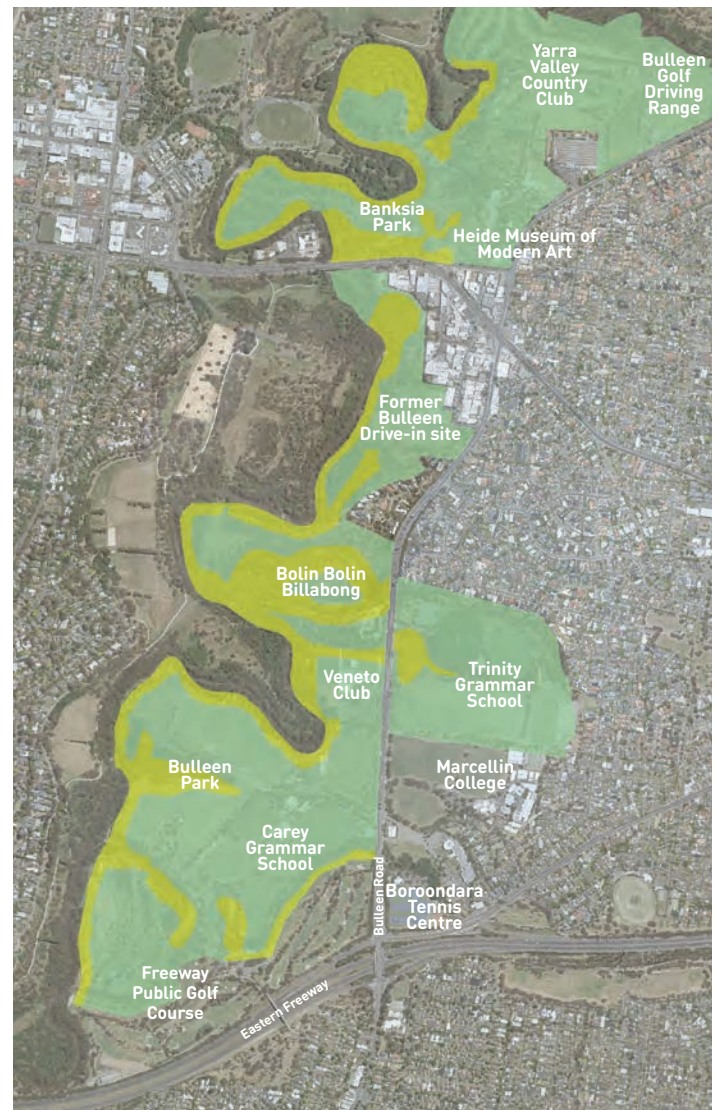 Yarra
Valley
Country
Club
Bulleen
Golf
Driving
Range
Banksia
Park
Heide Museum of
Modern Art
Former
Bulleen
Drive-in site
Bolin Bolin
Billabong
Veneto
Club
Trinity
Grammar
School
Bulleen
Park
Marcellin
College
Carey
Grammar
School
Bulleen Road
Boroondara
Tennis
Centre
Freeway
Public Golf
Course
Eastern Freeway